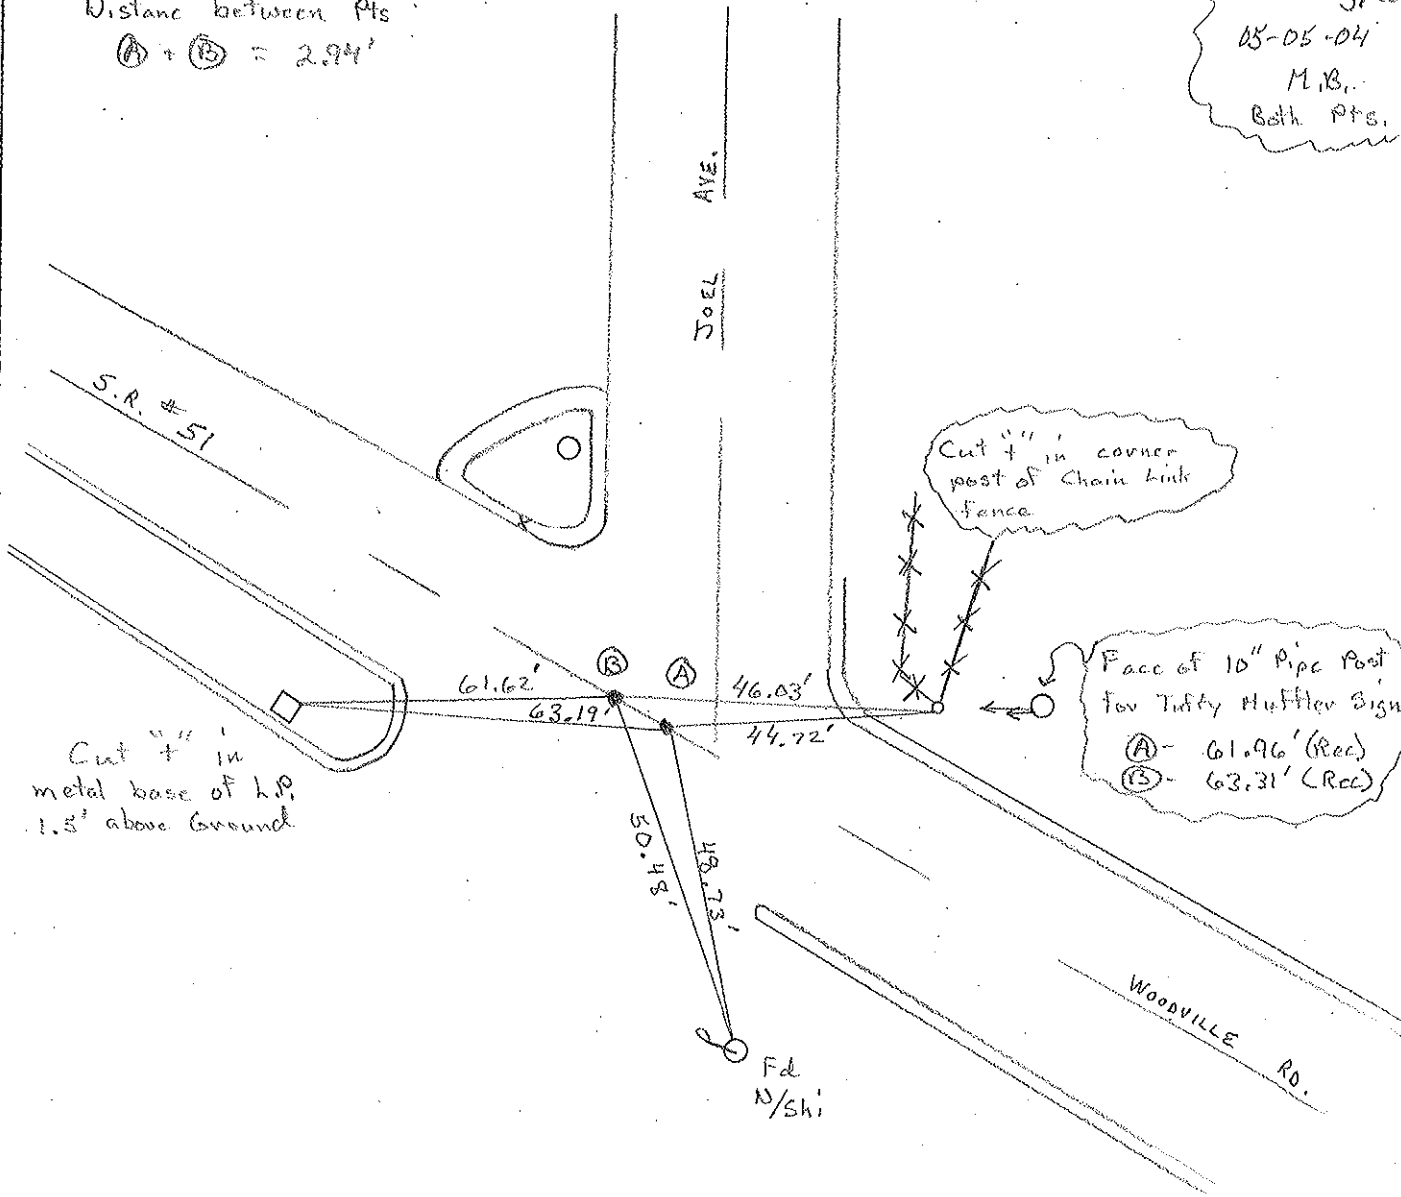 Distanc between Pts
(A) + (B) = 2.94'
05-05-04
M.B.
Both Pts.
JOEL AVE.
S.R. # 51
Cut "+" in corner
post of Chain Link
fence
(B)
(A)
61.62'
46.03'
63.19'
44.72'
Face of 10" Pipe Post
for Tuffy Muffler Sign
(A)- 61.96' (Rec)
(B)- 63.31' (Rec)
Cut "+" in
metal base of L.P.
1.5' above Ground
50.48'
48.73'
WOODVILLE RD.
Fd
N/Shi